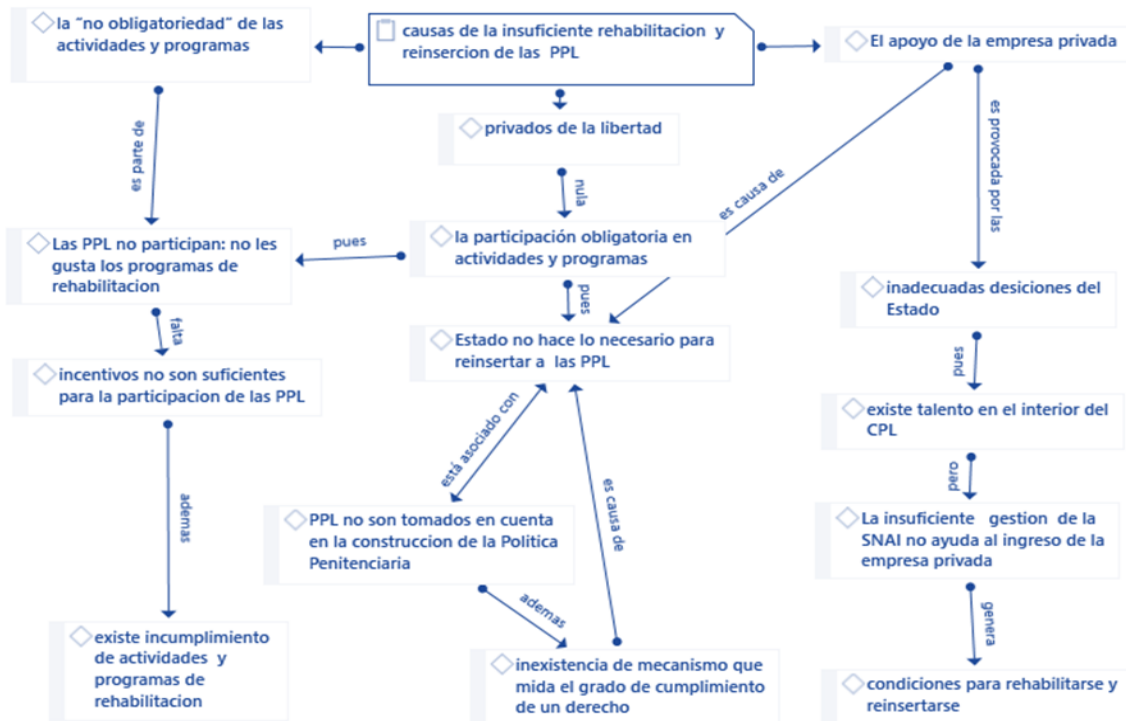 la "no obligatoriedad" de las
actividades y programas
causas de la insuficiente rehabilitacion y
reinsercion de las PPL
El apoyo de la empresa privada
privados de la libertad
es parte de
nula
es causa de
es provocada por las
Las PPL no participan: no les
gusta los programas de
rehabilitacion
pues
la participación obligatoria en
actividades y programas
falta
pues
inadecuadas desiciones del
Estado
Estado no hace lo necesario para
reinsertar a las PPL
pues
incentivos no son suficientes
para la participacion de las PPL
existe talento en el interior del
CPL
está asociado con
es causa de
pero
ademas
PPL no son tomados en cuenta
en la construccion de la Politica
Penitenciaria
La insuficiente gestion de la
SNAI no ayuda al ingreso de la
empresa privada
ademas
genera
existe incumplimiento
de actividades y
programas de
rehabilitacion
inexistencia de mecanismo que
mida el grado de cumplimiento
de un derecho
condiciones para rehabilitarse y
reinsertarse